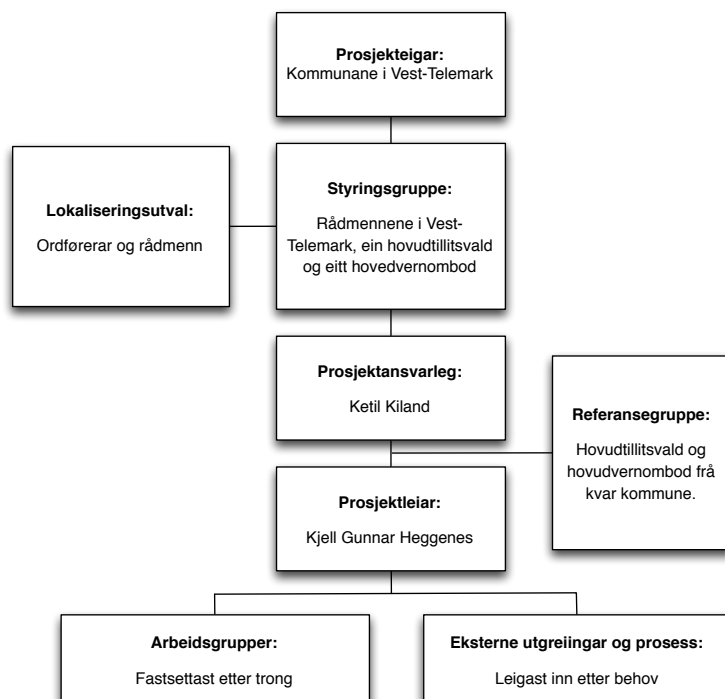 Prosjekteigar:
Kommunane i Vest-Telemark
Lokaliseringsutval:
Ordførerar og rådmenn
Styringsgruppe:
Rådmennene i Vest-
Telemark, ein hovudtillitsvald
og eitt hovedvernombod
Prosjektansvarleg:
Ketil Kiland
Referansegruppe:
Hovudtillitsvald og
hovudvernombod frå
kvar kommune.
Prosjektleiar:
Kjell Gunnar Heggenes
Arbeidsgrupper:
Fastsettast etter trong
Eksterne utgreiingar og prosess:
Leigast inn etter behov